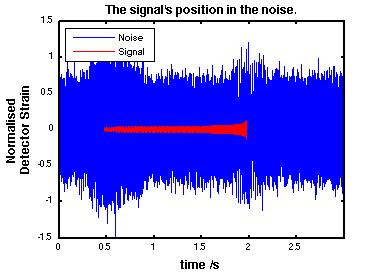 The signal's position in the noise.
1.5
Noise
Signal
1
0.5
0
-0.5
-1
-1.5
Normalised
Detector Strain
0 0.5 1 1.5 2 2.5
time /s